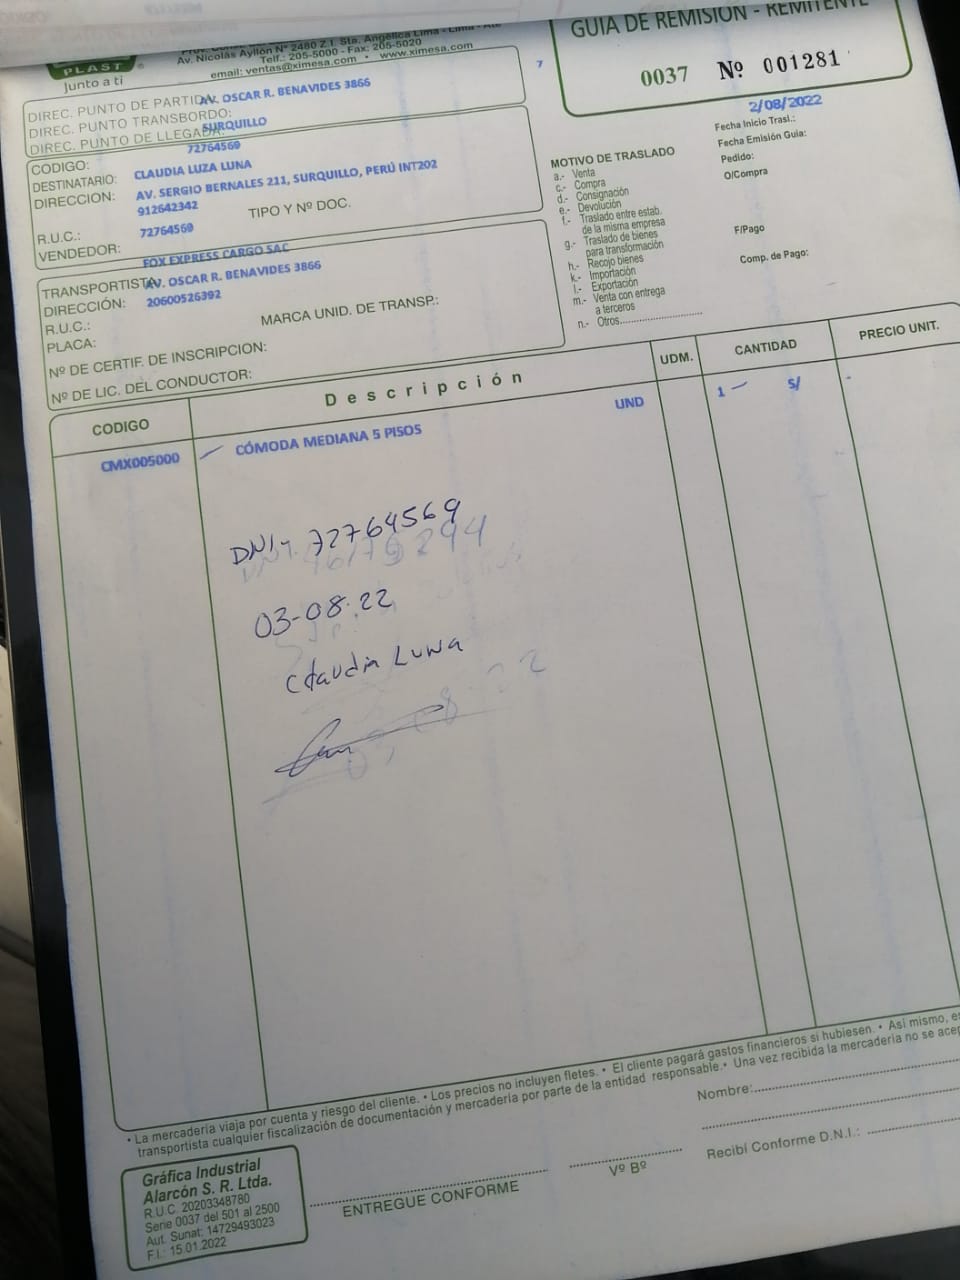 GUIA DE REMISIÓN - REMITENTE
0037 Nº 001281
PLAST
Junto a ti
Av. Nicolás Ayllón Nº 2480 Z.I. Sta. Angélica Lima - Lima - Ate
Telf.: 205-5000 - Fax: 205-5020
email: ventas@ximesa.com • www.ximesa.com
7
2/08/2022
DIREC. PUNTO DE PARTIDA: AV. OSCAR R. BENAVIDES 3866
DIREC. PUNTO TRANSBORDO:
DIREC. PUNTO DE LLEGADA: SURQUILLO
CODIGO: 72764569
DESTINATARIO: CLAUDIA LUZA LUNA
DIRECCION: AV. SERGIO BERNALES 211, SURQUILLO, PERÚ INT202
912642342
TIPO Y Nº DOC.
R.U.C.: 72764569
VENDEDOR:
TRANSPORTISTA: FOX EXPRESS CARGO SAC
DIRECCIÓN: AV. OSCAR R. BENAVIDES 3866
R.U.C.: 20600526392
PLACA:
MARCA UNID. DE TRANSP.:
Nº DE CERTIF. DE INSCRIPCION:
Nº DE LIC. DEL CONDUCTOR:
MOTIVO DE TRASLADO
a.- Venta
c.- Compra
d.- Consignación
e.- Devolución
f.- Traslado entre estab.
de la misma empresa
g.- Traslado de bienes
para transformación
h.- Recojo bienes
k.- Importación
l.- Exportación
m.- Venta con entrega
a terceros
n.- Otros
Fecha Inicio Trasl.:
Fecha Emisión Guia:
Pedido:
O/Compra
F/Pago
Comp. de Pago:
CODIGO Descripción UDM. CANTIDAD PRECIO UNIT.
CMX005000 CÓMODA MEDIANA 5 PISOS UND 1 - S/ -
DNI-. 72764569
03-08-22
Claudia Luna
• La mercadería viaja por cuenta y riesgo del cliente. • Los precios no incluyen fletes. • El cliente pagará gastos financieros si hubiesen. • Así mismo, e
transportista cualquier fiscalización de documentación y mercadería por parte de la entidad responsable. • Una vez recibida la mercadería no se acep
Gráfica Industrial
Alarcón S. R. Ltda.
R.U.C. 20203348780
Serie 0037 del 501 al 2500
Aut. Sunat: 14729493023
F.I.: 15.01.2022
ENTREGUE CONFORME
Vº Bº
Nombre:
Recibí Conforme D.N.I.: